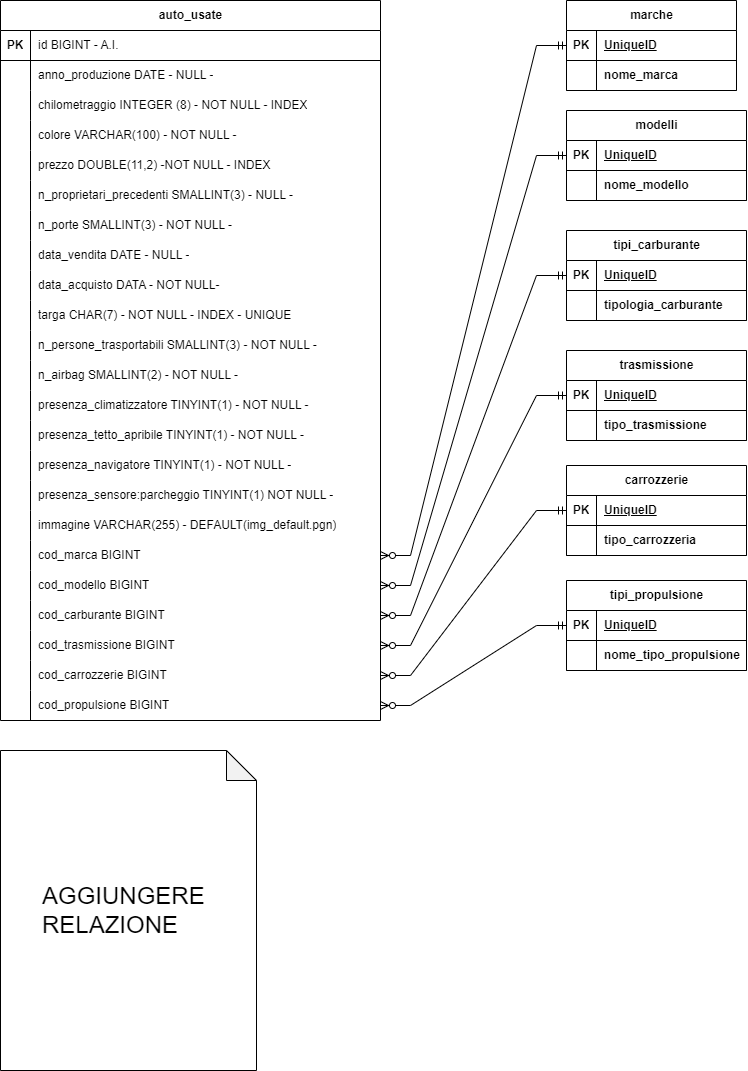 auto_usate
PK id BIGINT - A.I.
anno_produzione DATE - NULL -
chilometraggio INTEGER (8) - NOT NULL - INDEX
colore VARCHAR(100) - NOT NULL -
prezzo DOUBLE(11,2) -NOT NULL - INDEX
n_proprietari_precedenti SMALLINT(3) - NULL -
n_porte SMALLINT(3) - NOT NULL -
data_vendita DATE - NULL -
data_acquisto DATA - NOT NULL-
targa CHAR(7) - NOT NULL - INDEX - UNIQUE
n_persone_trasportabili SMALLINT(3) - NOT NULL -
n_airbag SMALLINT(2) - NOT NULL -
presenza_climatizzatore TINYINT(1) - NOT NULL -
presenza_tetto_apribile TINYINT(1) - NOT NULL -
presenza_navigatore TINYINT(1) - NOT NULL -
presenza_sensore:parcheggio TINYINT(1) NOT NULL -
immagine VARCHAR(255) - DEFAULT(img_default.pgn)
cod_marca BIGINT
cod_modello BIGINT
cod_carburante BIGINT
cod_trasmissione BIGINT
cod_carrozzerie BIGINT
cod_propulsione BIGINT
marche
PK UniqueID
nome_marca
modelli
PK UniqueID
nome_modello
tipi_carburante
PK UniqueID
tipologia_carburante
trasmissione
PK UniqueID
tipo_trasmissione
carrozzerie
PK UniqueID
tipo_carrozzeria
tipi_propulsione
PK UniqueID
nome_tipo_propulsione
AGGIUNGERE
RELAZIONE